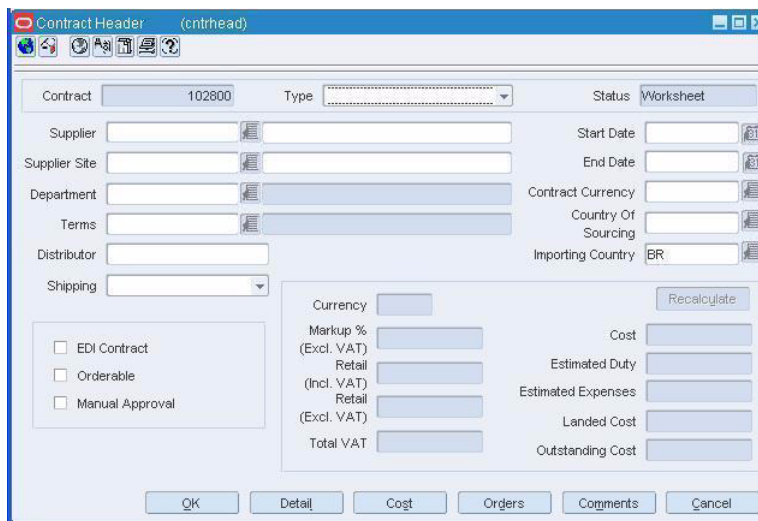 Contract Header (cntrhead)
Contract 102800 Type Status Worksheet
Supplier Start Date
Supplier Site End Date
Department Contract Currency
Terms Country Of
Sourcing
Distributor Importing Country BR
Shipping
Currency Recalculate
Markup %
(Excl. VAT)
Cost
EDI Contract
Retail
(Incl. VAT)
Estimated Duty
Orderable
Retail
(Excl. VAT)
Estimated Expenses
Manual Approval
Landed Cost
Total VAT
Outstanding Cost
OK Detail Cost Orders Comments Cancel